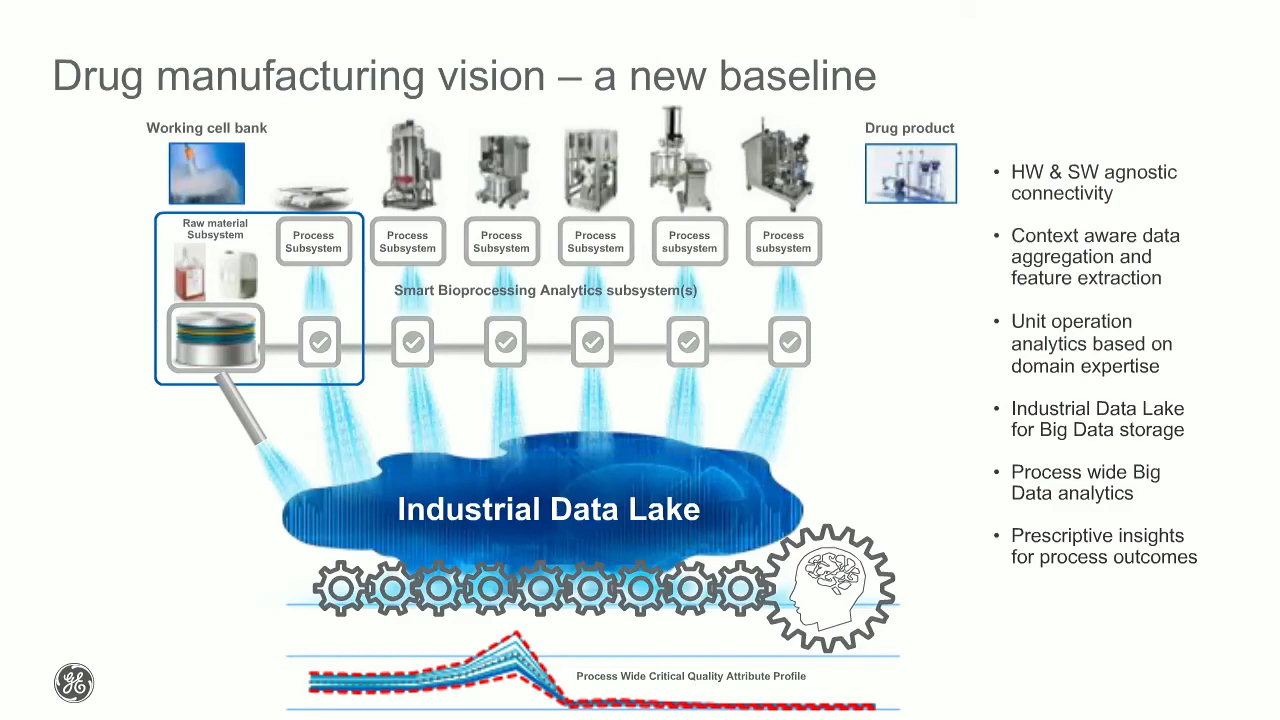 Drug manufacturing vision – a new baseline
Working cell bank
Drug product
Raw material
Subsystem
Process
Subsystem
Process
Subsystem
Process
Subsystem
Process
Subsystem
Process
subsystem
Process
subsystem
Smart Bioprocessing Analytics subsystem(s)
Industrial Data Lake
Process Wide Critical Quality Attribute Profile
• HW & SW agnostic
connectivity
• Context aware data
aggregation and
feature extraction
• Unit operation
analytics based on
domain expertise
• Industrial Data Lake
for Big Data storage
• Process wide Big
Data analytics
• Prescriptive insights
for process outcomes
GE